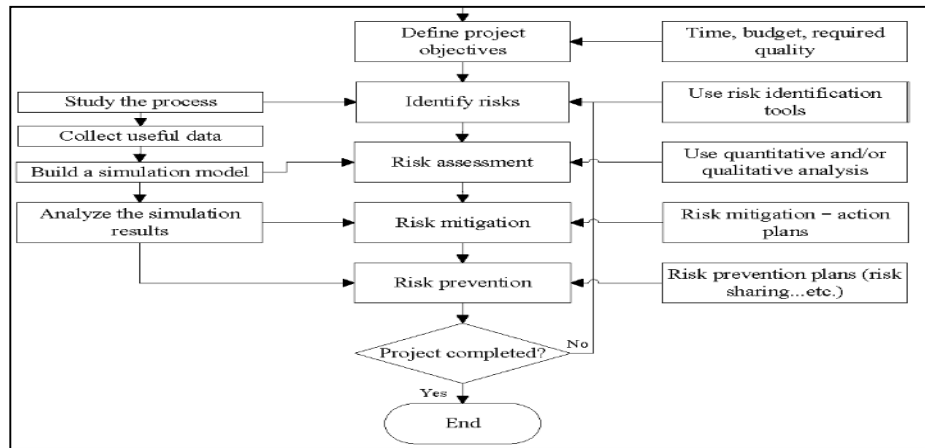 Define project
objectives
Time, budget, required
quality
Study the process
Identify risks
Use risk identification
tools
Collect useful data
Build a simulation model
Risk assessment
Use quantitative and/or
qualitative analysis
Analyze the simulation
results
Risk mitigation
Risk mitigation – action
plans
Risk prevention
Risk prevention plans (risk
sharing...etc.)
Project completed?
No
Yes
End